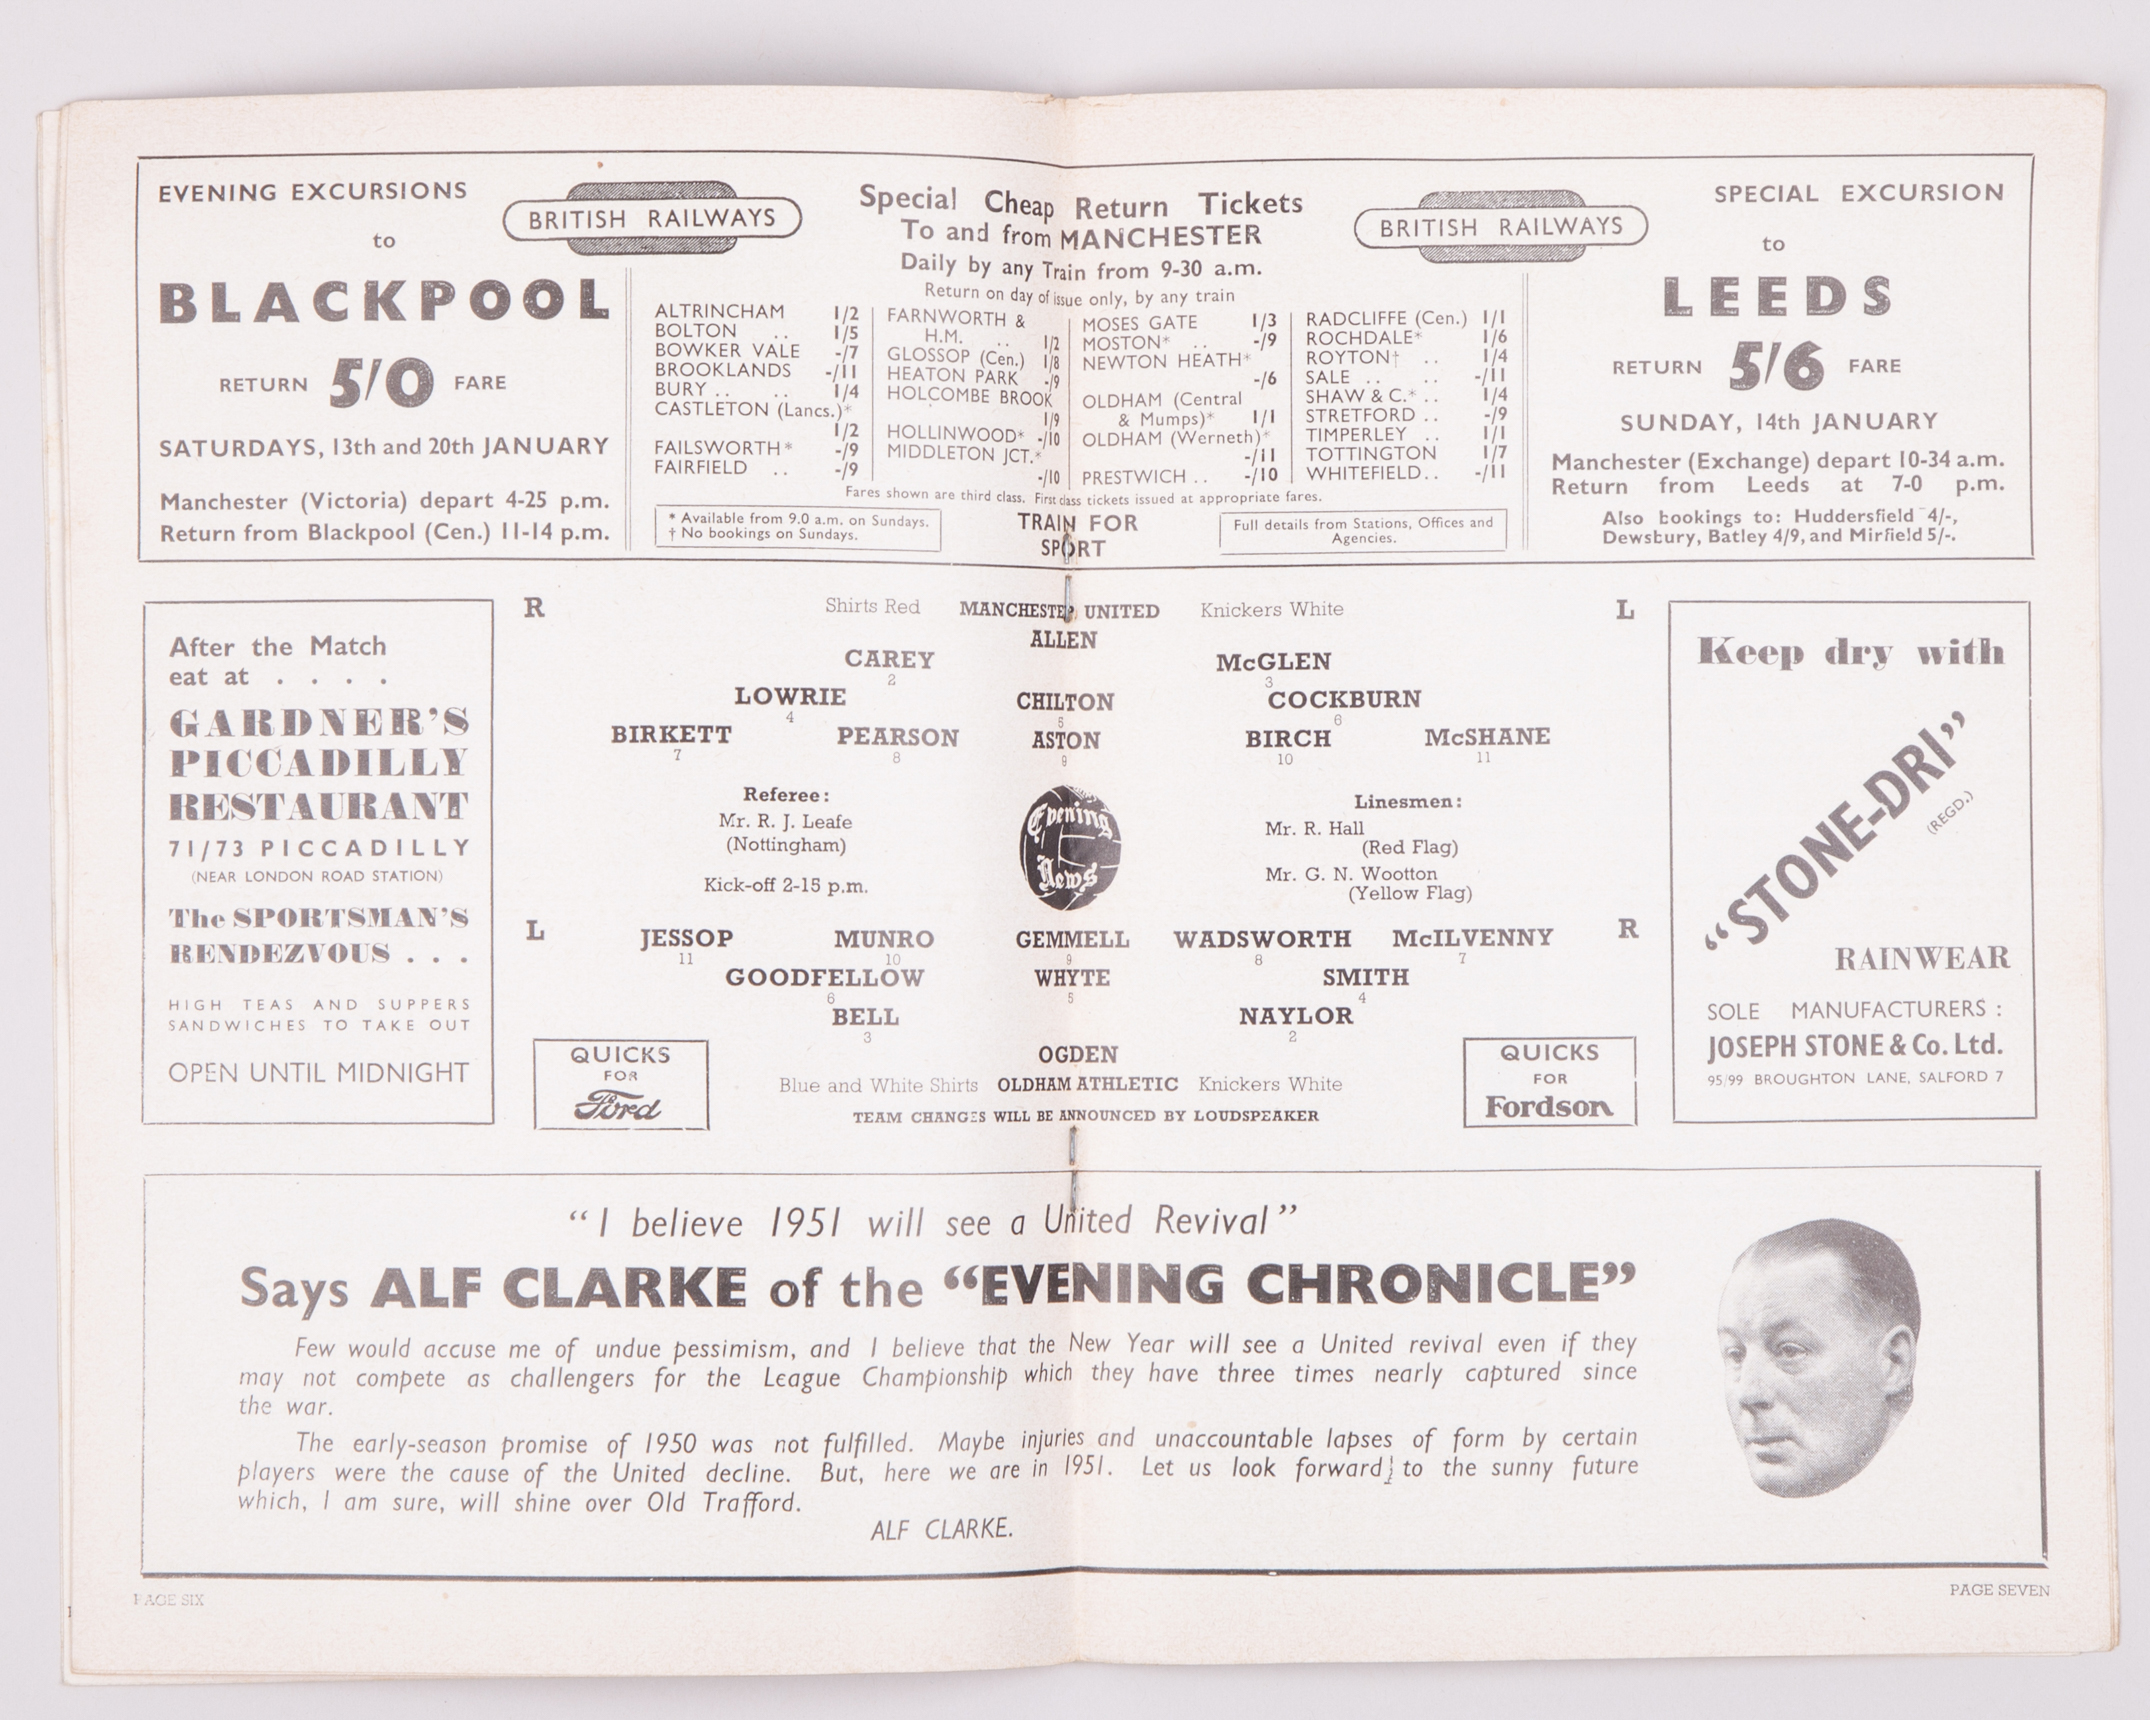 EVENING EXCURSIONS
to
BLACKPOOL
RETURN 5/0 FARE
SATURDAYS, 13th and 20th JANUARY
Manchester (Victoria) depart 4-25 p.m.
Return from Blackpool (Cen.) 11-14 p.m.
BRITISH RAILWAYS
Special Cheap Return Tickets
To and from MANCHESTER
Daily by any Train from 9-30 a.m.
Return on day of issue only, by any train
ALTRINCHAM 1/2
BOLTON .. 1/5
BOWKER VALE -/7
BROOKLANDS -/11
BURY .. .. 1/4
CASTLETON (Lancs.)*
1/2
FAILSWORTH* -/9
FAIRFIELD .. -/9
FARNWORTH &
H.M. .. 1/2
GLOSSOP (Cen.) 1/8
HEATON PARK -/9
HOLCOMBE BROOK
1/9
HOLLINWOOD* -/10
MIDDLETON JCT.*
-/10
MOSES GATE 1/3
MOSTON* .. -/9
NEWTON HEATH*
-/6
OLDHAM (Central
& Mumps)* 1/1
OLDHAM (Werneth)*
-/11
PRESTWICH .. -/10
RADCLIFFE (Cen.) 1/1
ROCHDALE* 1/6
ROYTON† .. 1/4
SALE .. .. -/11
SHAW & C.* .. 1/4
STRETFORD .. -/9
TIMPERLEY .. 1/1
TOTTINGTON 1/7
WHITEFIELD .. -/11
Fares shown are third class. First class tickets issued at appropriate fares.
* Available from 9.0 a.m. on Sundays.
† No bookings on Sundays.
TRAIN FOR
SPORT
Full details from Stations, Offices and
Agencies.
BRITISH RAILWAYS
SPECIAL EXCURSION
to
LEEDS
RETURN 5/6 FARE
SUNDAY, 14th JANUARY
Manchester (Exchange) depart 10-34 a.m.
Return from Leeds at 7-0 p.m.
Also bookings to: Huddersfield 4/-,
Dewsbury, Batley 4/9, and Mirfield 5/-.
After the Match
eat at . . . .
GARDNER'S
PICCADILLY
RESTAURANT
71/73 PICCADILLY
(NEAR LONDON ROAD STATION)
The SPORTSMAN'S
RENDEZVOUS . . .
HIGH TEAS AND SUPPERS
SANDWICHES TO TAKE OUT
OPEN UNTIL MIDNIGHT
R Shirts Red MANCHESTER UNITED Knickers White L
ALLEN
CAREY McGLEN
2 3
LOWRIE CHILTON COCKBURN
4 5 6
BIRKETT PEARSON ASTON BIRCH McSHANE
7 8 9 10 11
Referee:
Mr. R. J. Leafe
(Nottingham)
Kick-off 2-15 p.m.
Evening
News
Linesmen:
Mr. R. Hall
(Red Flag)
Mr. G. N. Wootton
(Yellow Flag)
L JESSOP MUNRO GEMMELL WADSWORTH McILVENNY R
11 10 9 8 7
GOODFELLOW WHYTE SMITH
6 5 4
BELL NAYLOR
3 2
OGDEN
Blue and White Shirts OLDHAM ATHLETIC Knickers White
TEAM CHANGES WILL BE ANNOUNCED BY LOUDSPEAKER
QUICKS
FOR
Ford
QUICKS
FOR
Fordson
Keep dry with
"STONE-DRI"
(REGD.)
RAINWEAR
SOLE MANUFACTURERS :
JOSEPH STONE & Co. Ltd.
95/99 BROUGHTON LANE, SALFORD 7
"I believe 1951 will see a United Revival"
Says ALF CLARKE of the "EVENING CHRONICLE"
Few would accuse me of undue pessimism, and I believe that the New Year will see a United revival even if they
may not compete as challengers for the League Championship which they have three times nearly captured since
the war.
The early-season promise of 1950 was not fulfilled. Maybe injuries and unaccountable lapses of form by certain
players were the cause of the United decline. But, here we are in 1951. Let us look forward to the sunny future
which, I am sure, will shine over Old Trafford.
ALF CLARKE.
PAGE SIX
PAGE SEVEN